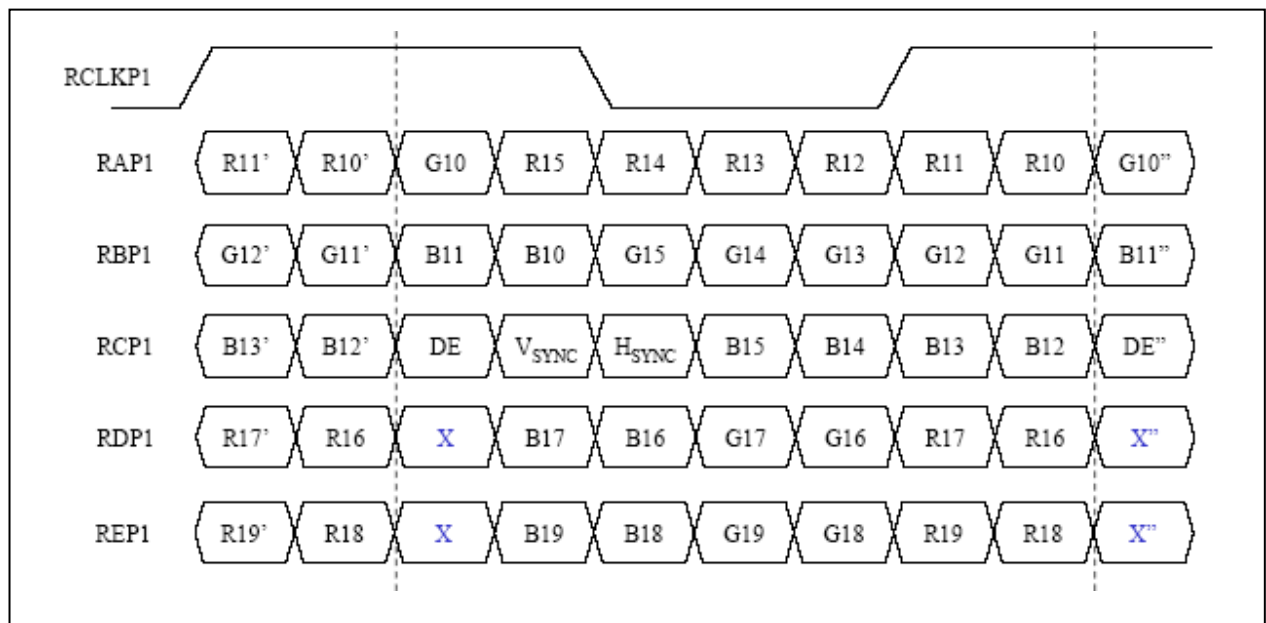 RCLKP1
RAP1 R11’ R10’ G10 R15 R14 R13 R12 R11 R10 G10”
RBP1 G12’ G11’ B11 B10 G15 G14 G13 G12 G11 B11”
RCP1 B13’ B12’ DE VSYNC HSYNC B15 B14 B13 B12 DE”
RDP1 R17’ R16 X B17 B16 G17 G16 R17 R16 X”
REP1 R19’ R18 X B19 B18 G19 G18 R19 R18 X”